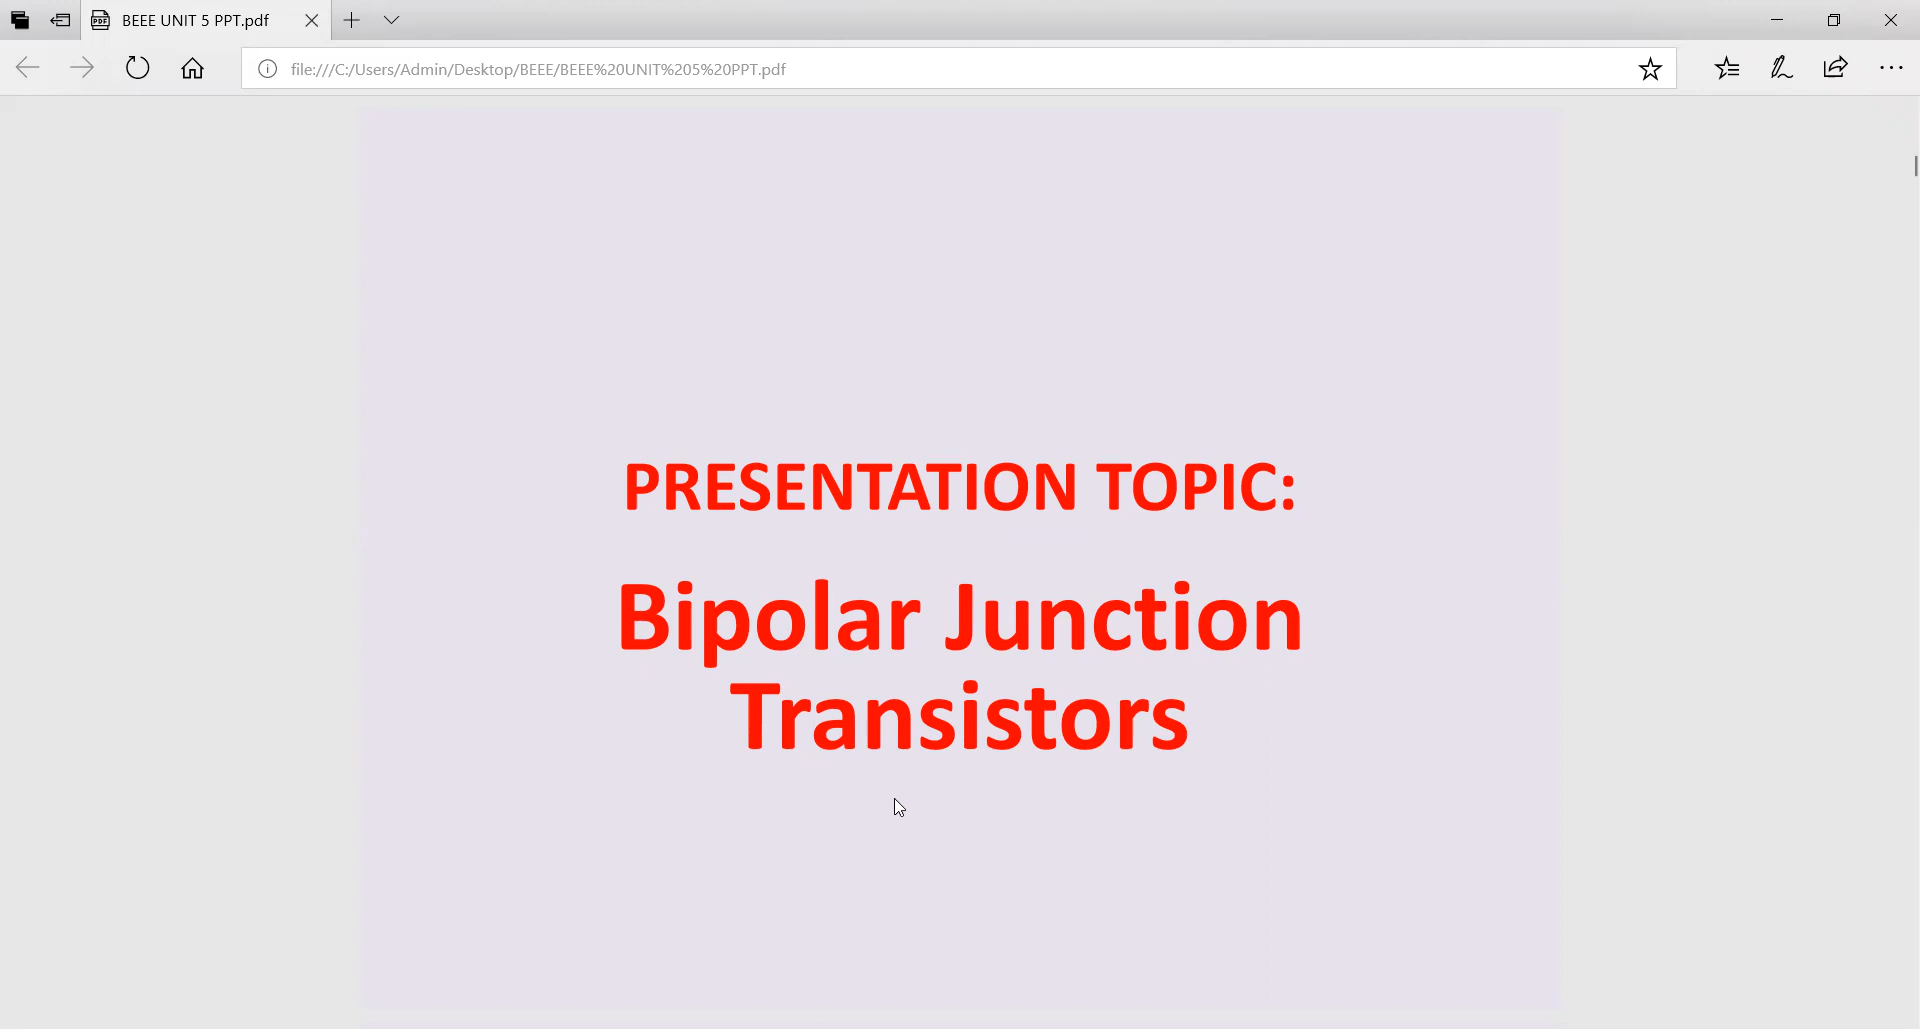 BEEE UNIT 5 PPT.pdf
file:///C:/Users/Admin/Desktop/BEEE/BEEE%20UNIT%205%20PPT.pdf
PRESENTATION TOPIC:
Bipolar Junction
Transistors